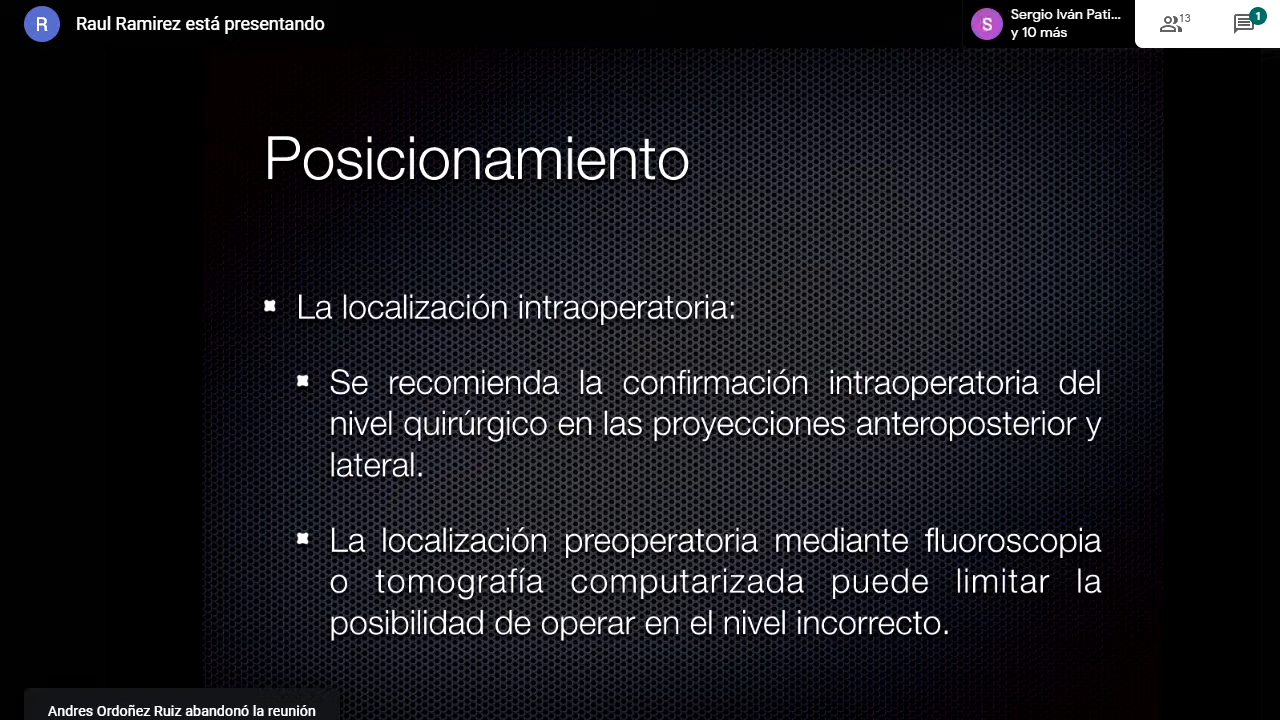 R
Raul Ramirez está presentando
S
Sergio Iván Pati...
y 10 más
13
1
Posicionamiento
La localización intraoperatoria:
Se recomienda la confirmación intraoperatoria del
nivel quirúrgico en las proyecciones anteroposterior y
lateral.
La localización preoperatoria mediante fluoroscopia
o tomografía computarizada puede limitar la
posibilidad de operar en el nivel incorrecto.
Andres Ordoñez Ruiz abandonó la reunión